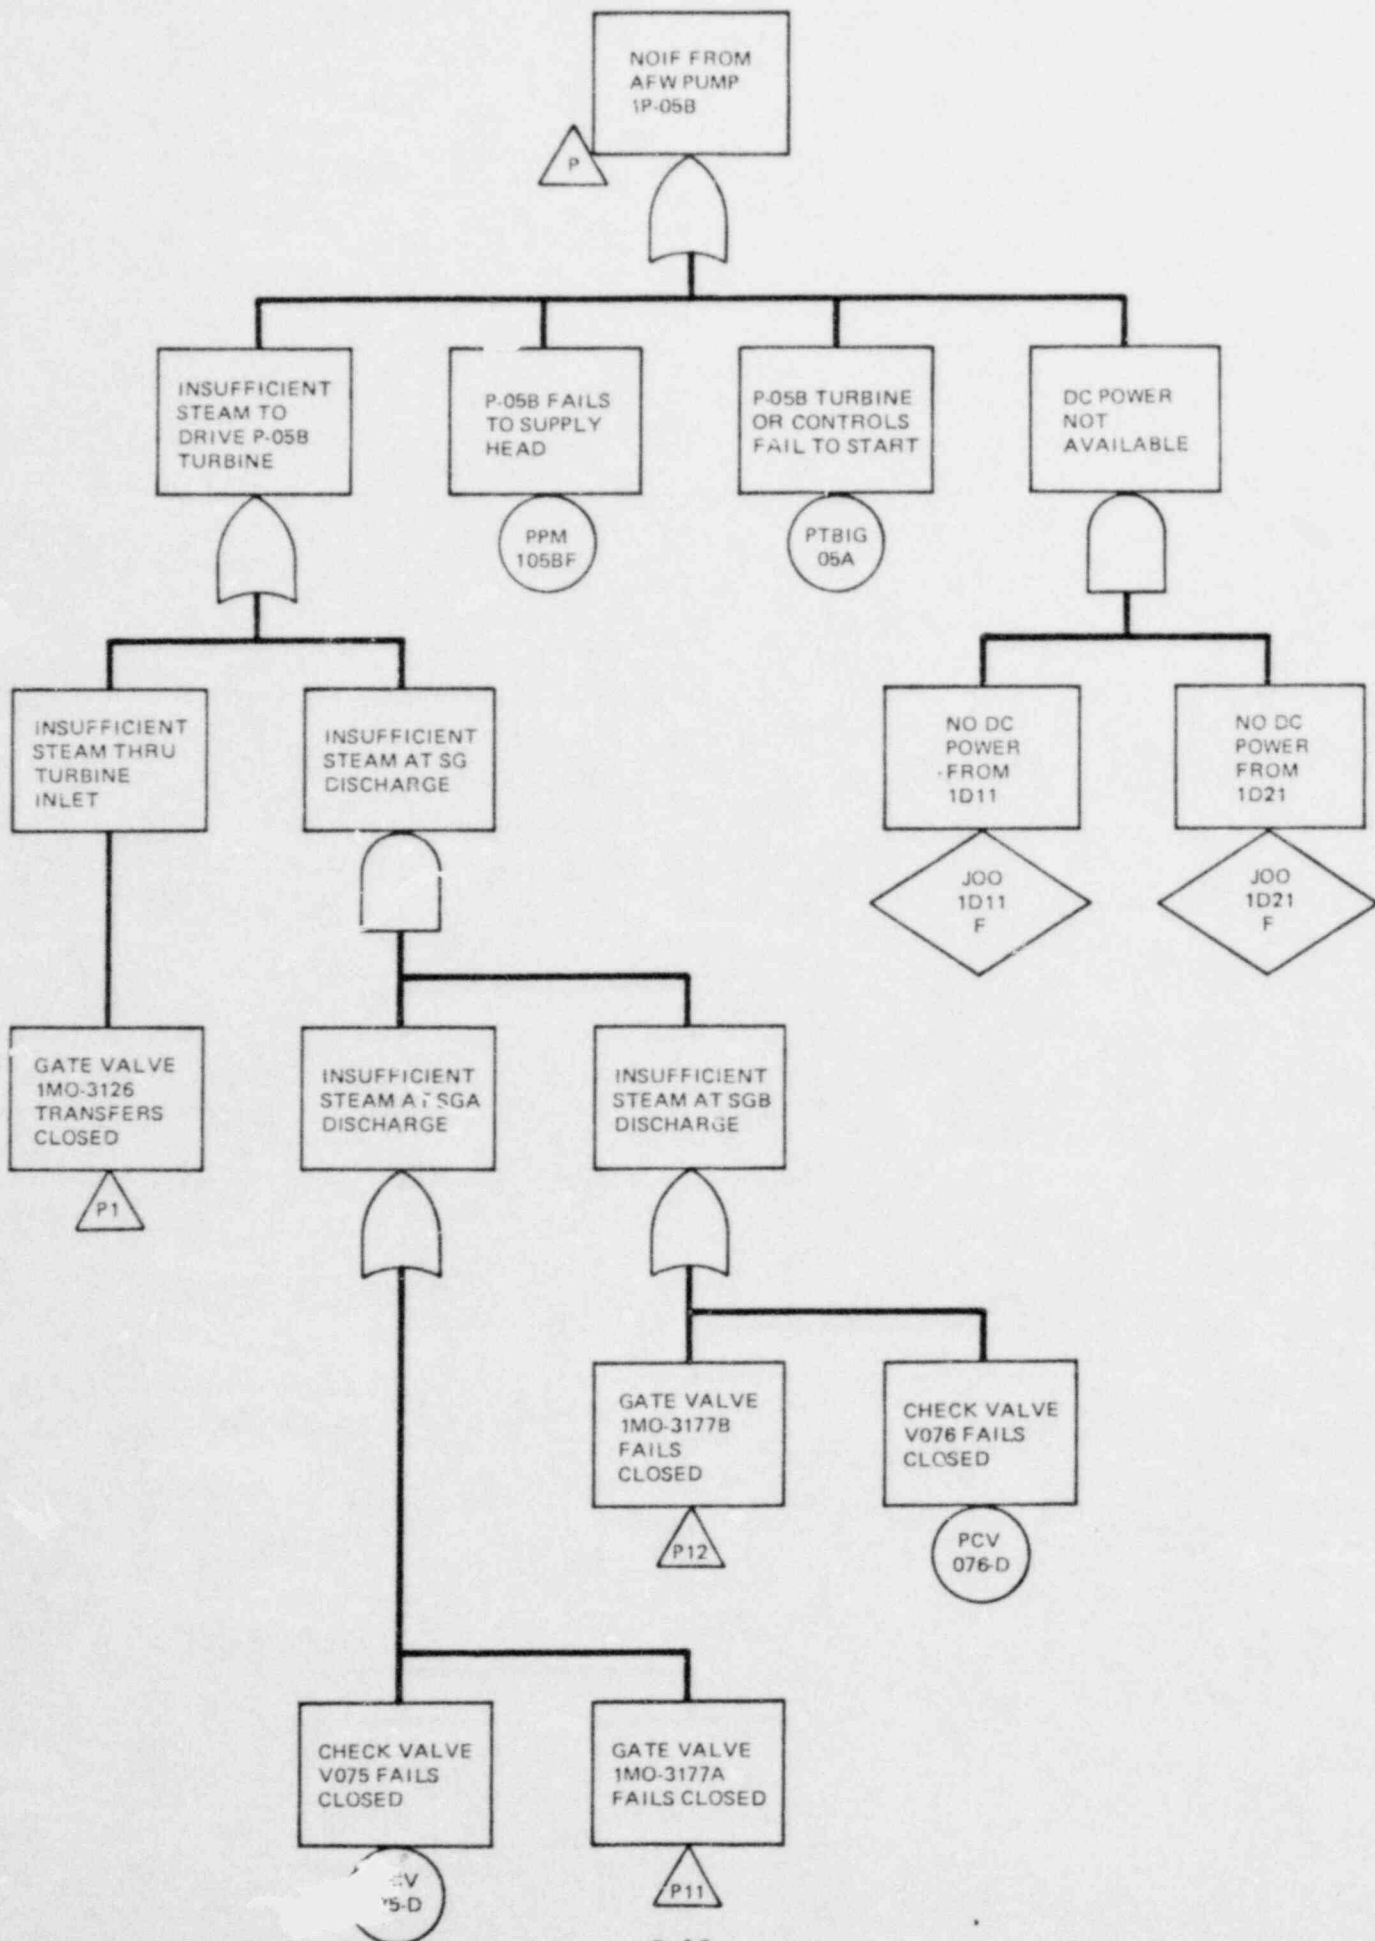 NOIF FROM
AFW PUMP
1P-05B
P
INSUFFICIENT
STEAM TO
DRIVE P-05B
TURBINE
P-05B FAILS
TO SUPPLY
HEAD
P-05B TURBINE
OR CONTROLS
FAIL TO START
DC POWER
NOT
AVAILABLE
PPM
105BF
PTBIG
05A
INSUFFICIENT
STEAM THRU
TURBINE
INLET
INSUFFICIENT
STEAM AT SG
DISCHARGE
NO DC
POWER
FROM
1D11
NO DC
POWER
FROM
1D21
JOO
1D11
F
JOO
1D21
F
GATE VALVE
1MO-3126
TRANSFERS
CLOSED
P1
INSUFFICIENT
STEAM AT SGA
DISCHARGE
INSUFFICIENT
STEAM AT SGB
DISCHARGE
GATE VALVE
1MO-3177B
FAILS
CLOSED
P12
CHECK VALVE
V076 FAILS
CLOSED
PCV
076-D
CHECK VALVE
V075 FAILS
CLOSED
GATE VALVE
1MO-3177A
FAILS CLOSED
P11